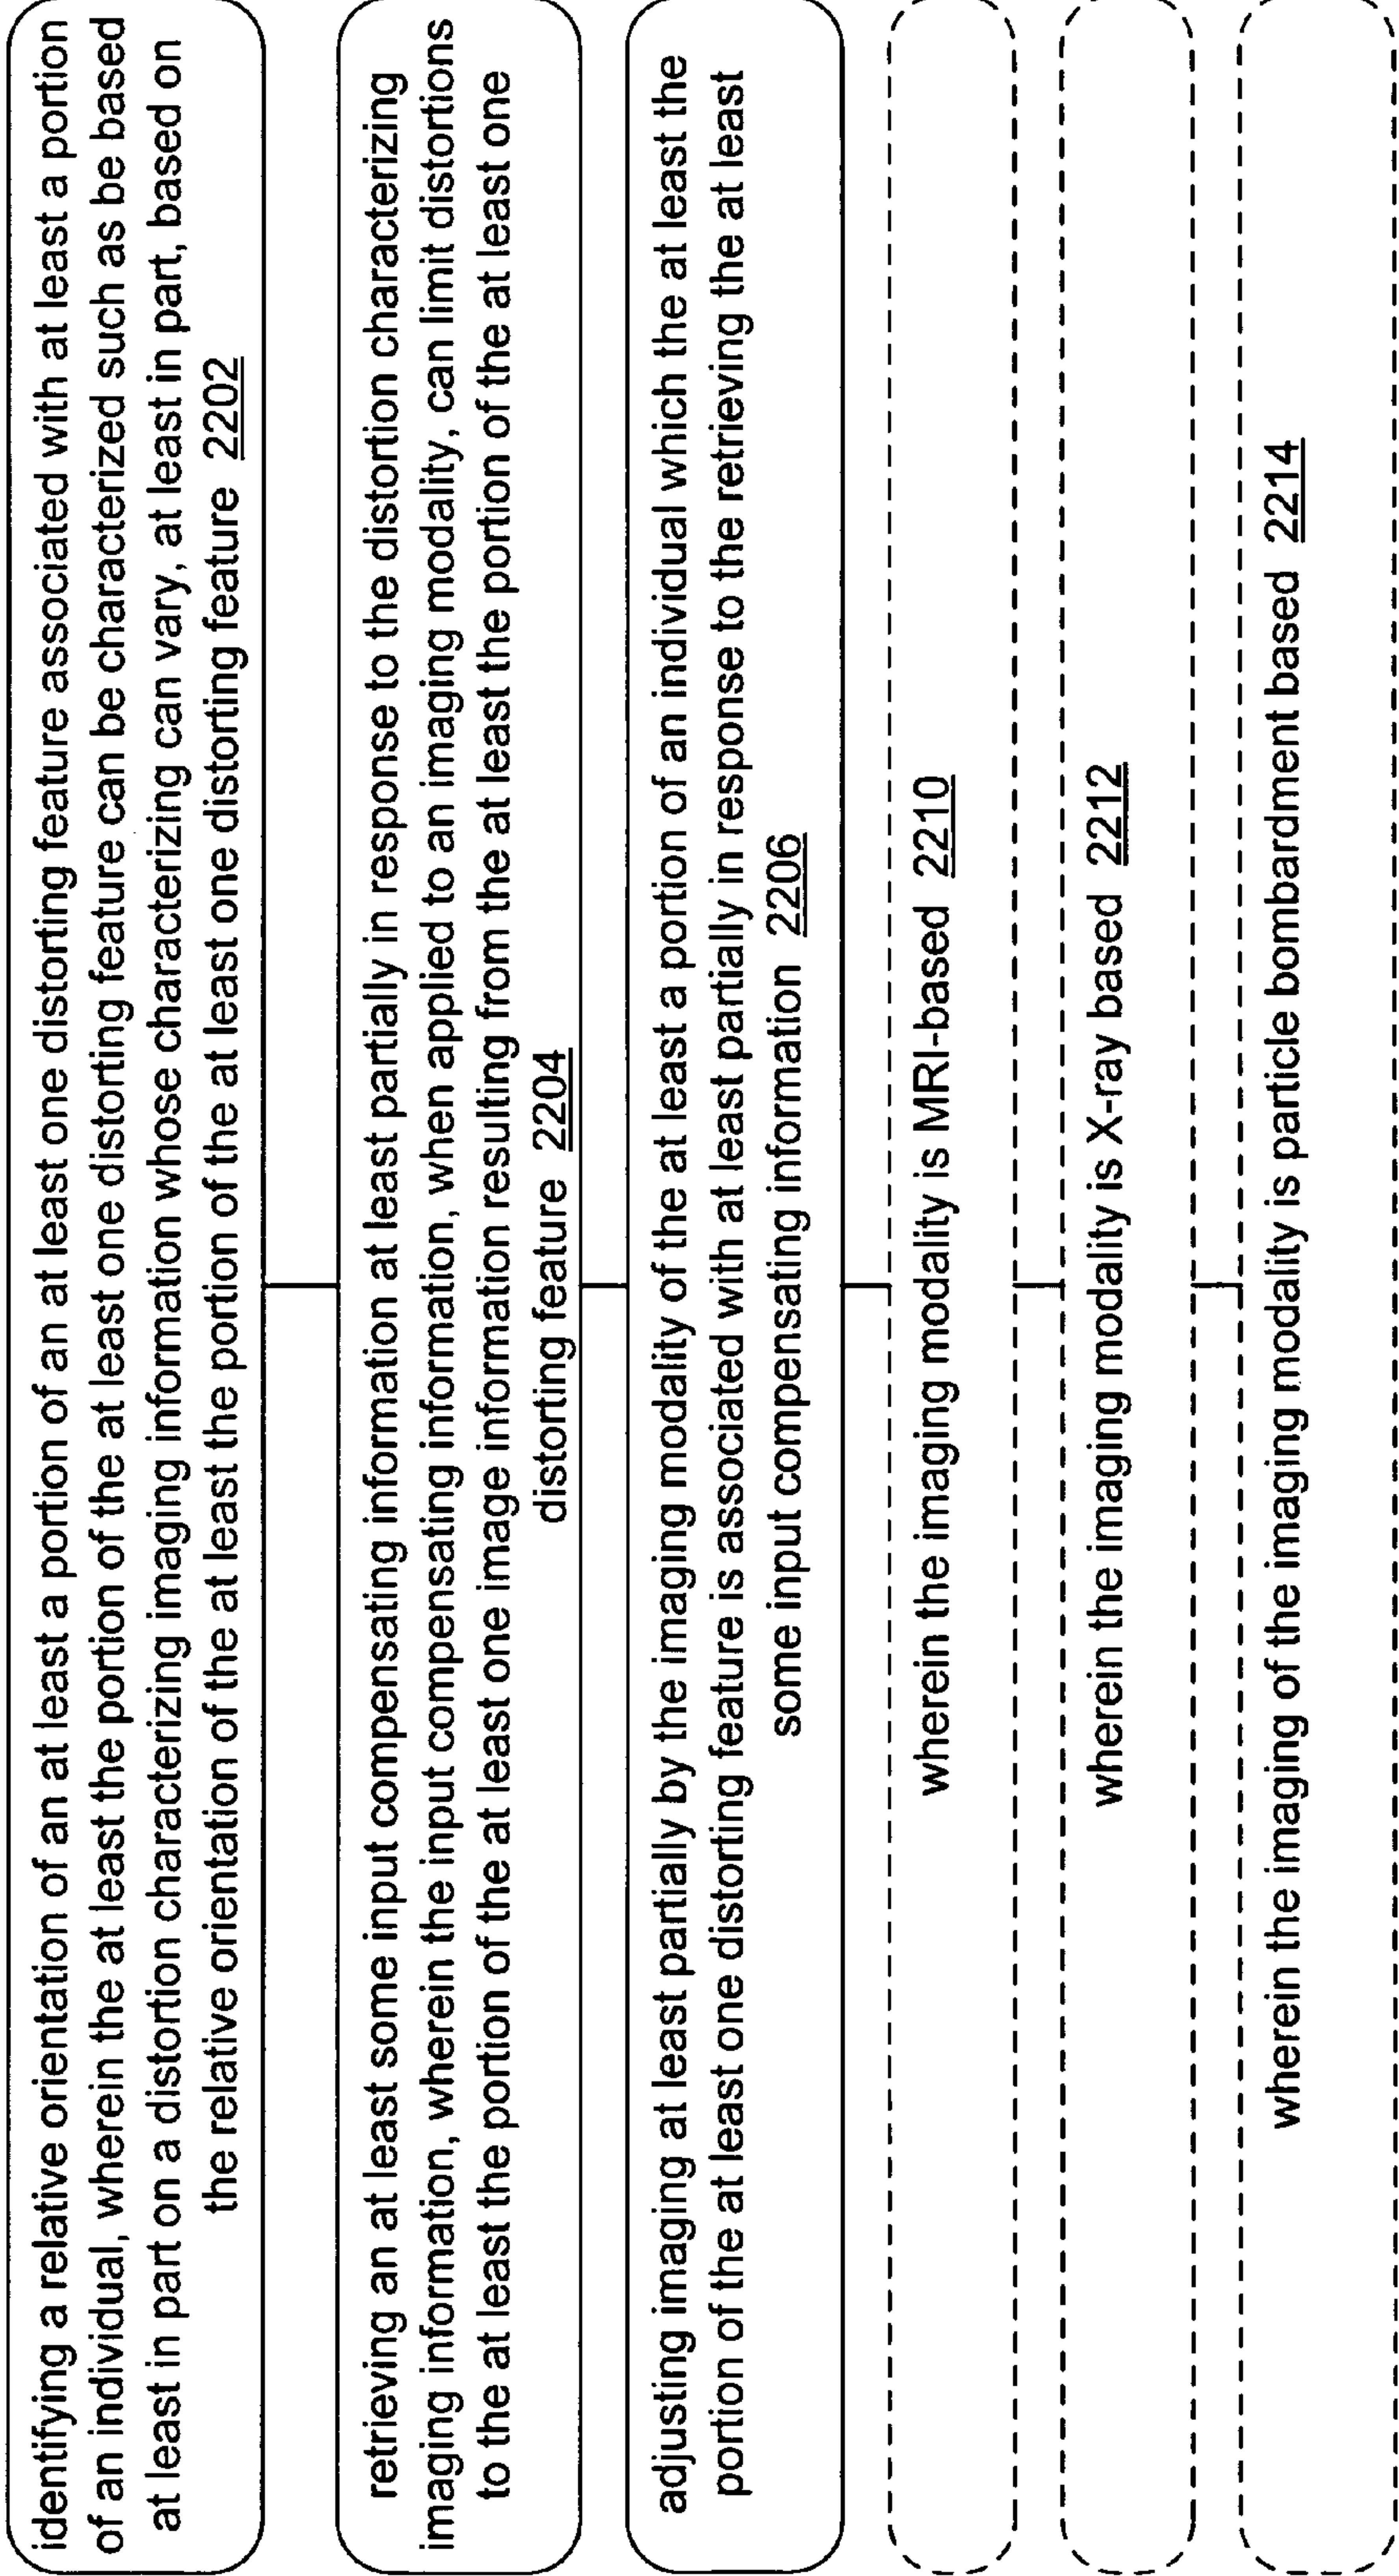 identifying a relative orientation of an at least a portion of an at least one distorting feature associated with at least a portion
of an individual, wherein the at least the portion of the at least one distorting feature can be characterized such as be based
at least in part on a distortion characterizing imaging information whose characterizing can vary, at least in part, based on
the relative orientation of the at least the portion of the at least one distorting feature 2202
retrieving an at least some input compensating information at least partially in response to the distortion characterizing
imaging information, wherein the input compensating information, when applied to an imaging modality, can limit distortions
to the at least the portion of the at least one image information resulting from the at least the portion of the at least one
distorting feature 2204
adjusting imaging at least partially by the imaging modality of the at least a portion of an individual which the at least the
portion of the at least one distorting feature is associated with at least partially in response to the retrieving the at least
some input compensating information 2206
wherein the imaging modality is MRI-based 2210
wherein the imaging modality is X-ray based 2212
wherein the imaging of the imaging modality is particle bombardment based 2214